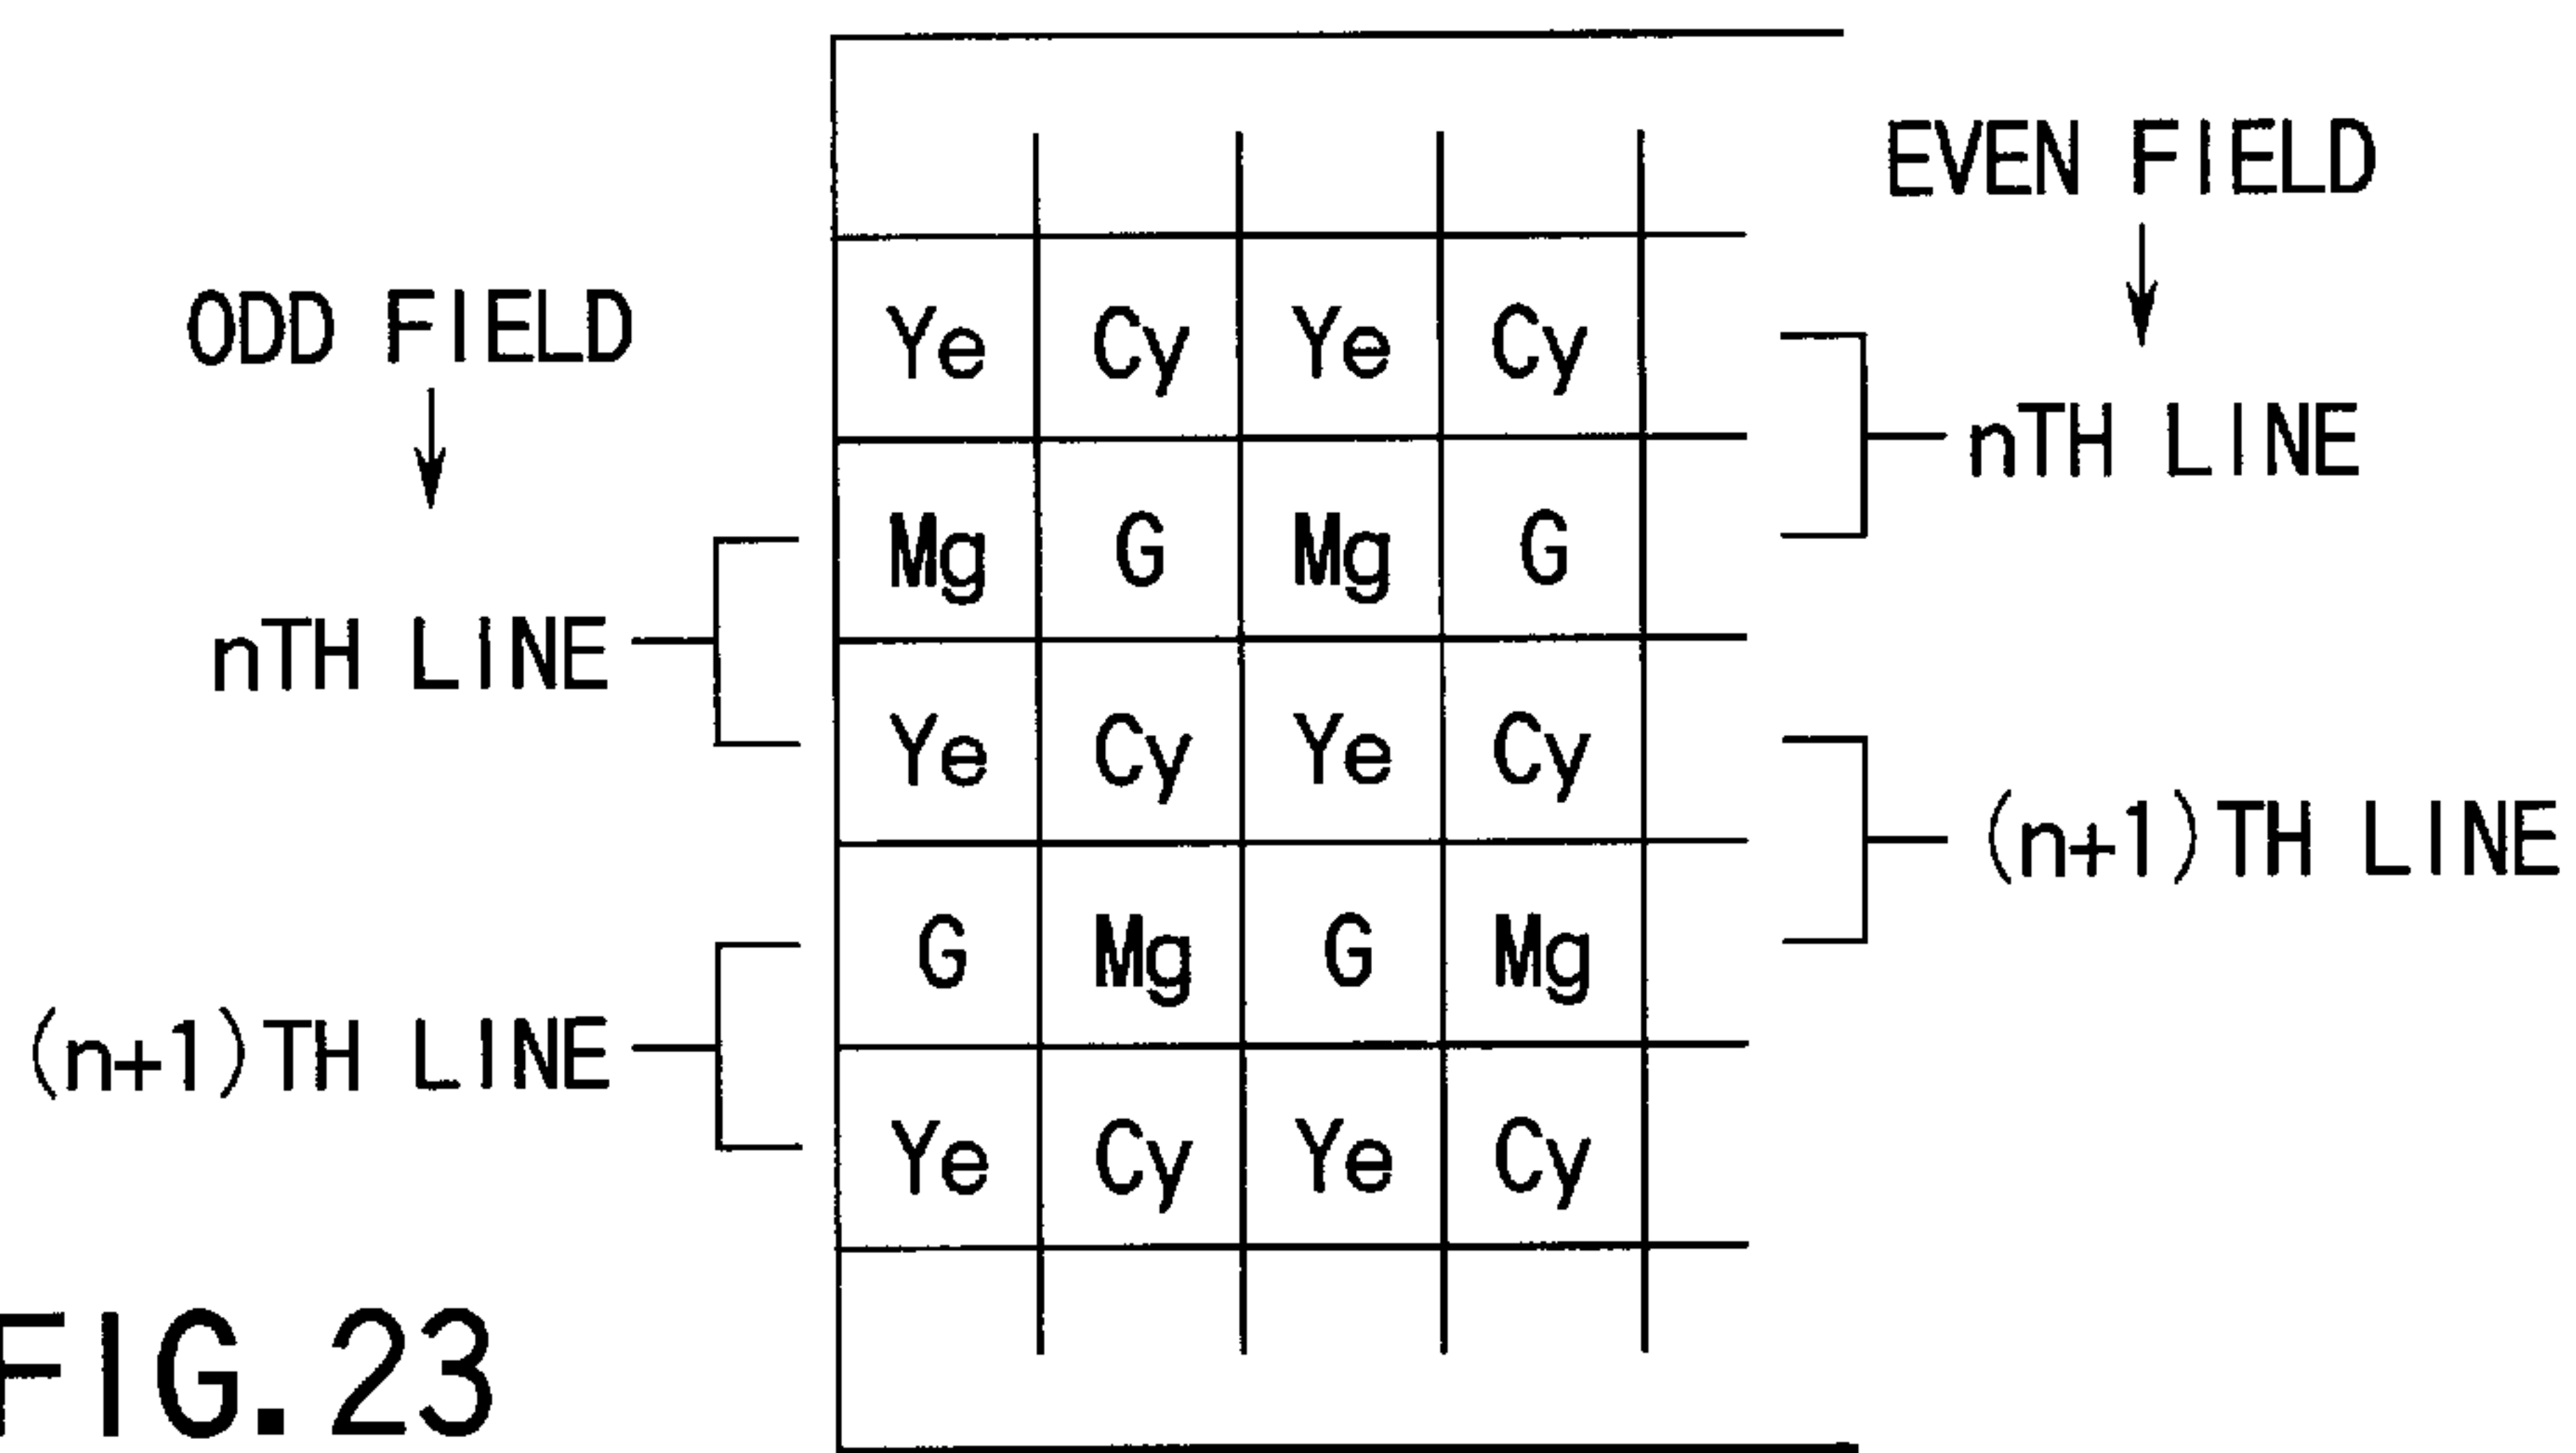 EVEN FIELD
ODD FIELD
Ye Cy Ye Cy
nTH LINE
Mg G Mg G
nTH LINE
Ye Cy Ye Cy
(n+1)TH LINE
G Mg G Mg
(n+1)TH LINE
Ye Cy Ye Cy
FIG.23